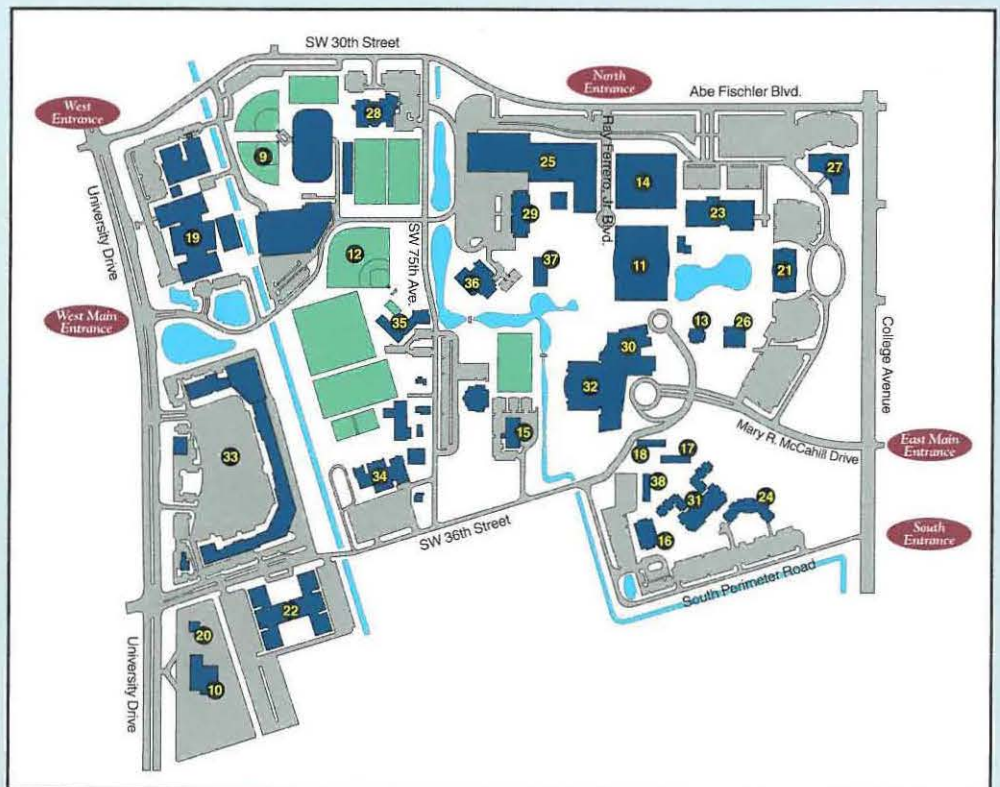 SW 30th Street
North
Entrance
Abe Fischler Blvd.
West
Entrance
28
9
25
Ray Ferrero, Jr. Blvd.
14
27
University Drive
19
29
23
12
SW 75th Ave.
36
37
11
21
West Main
Entrance
35
13
26
30
College Avenue
32
33
15
Mary R. McCahill Drive
East Main
Entrance
18
17
34
38
31
24
16
SW 36th Street
South
Entrance
South Perimeter Road
22
20
University Drive
10